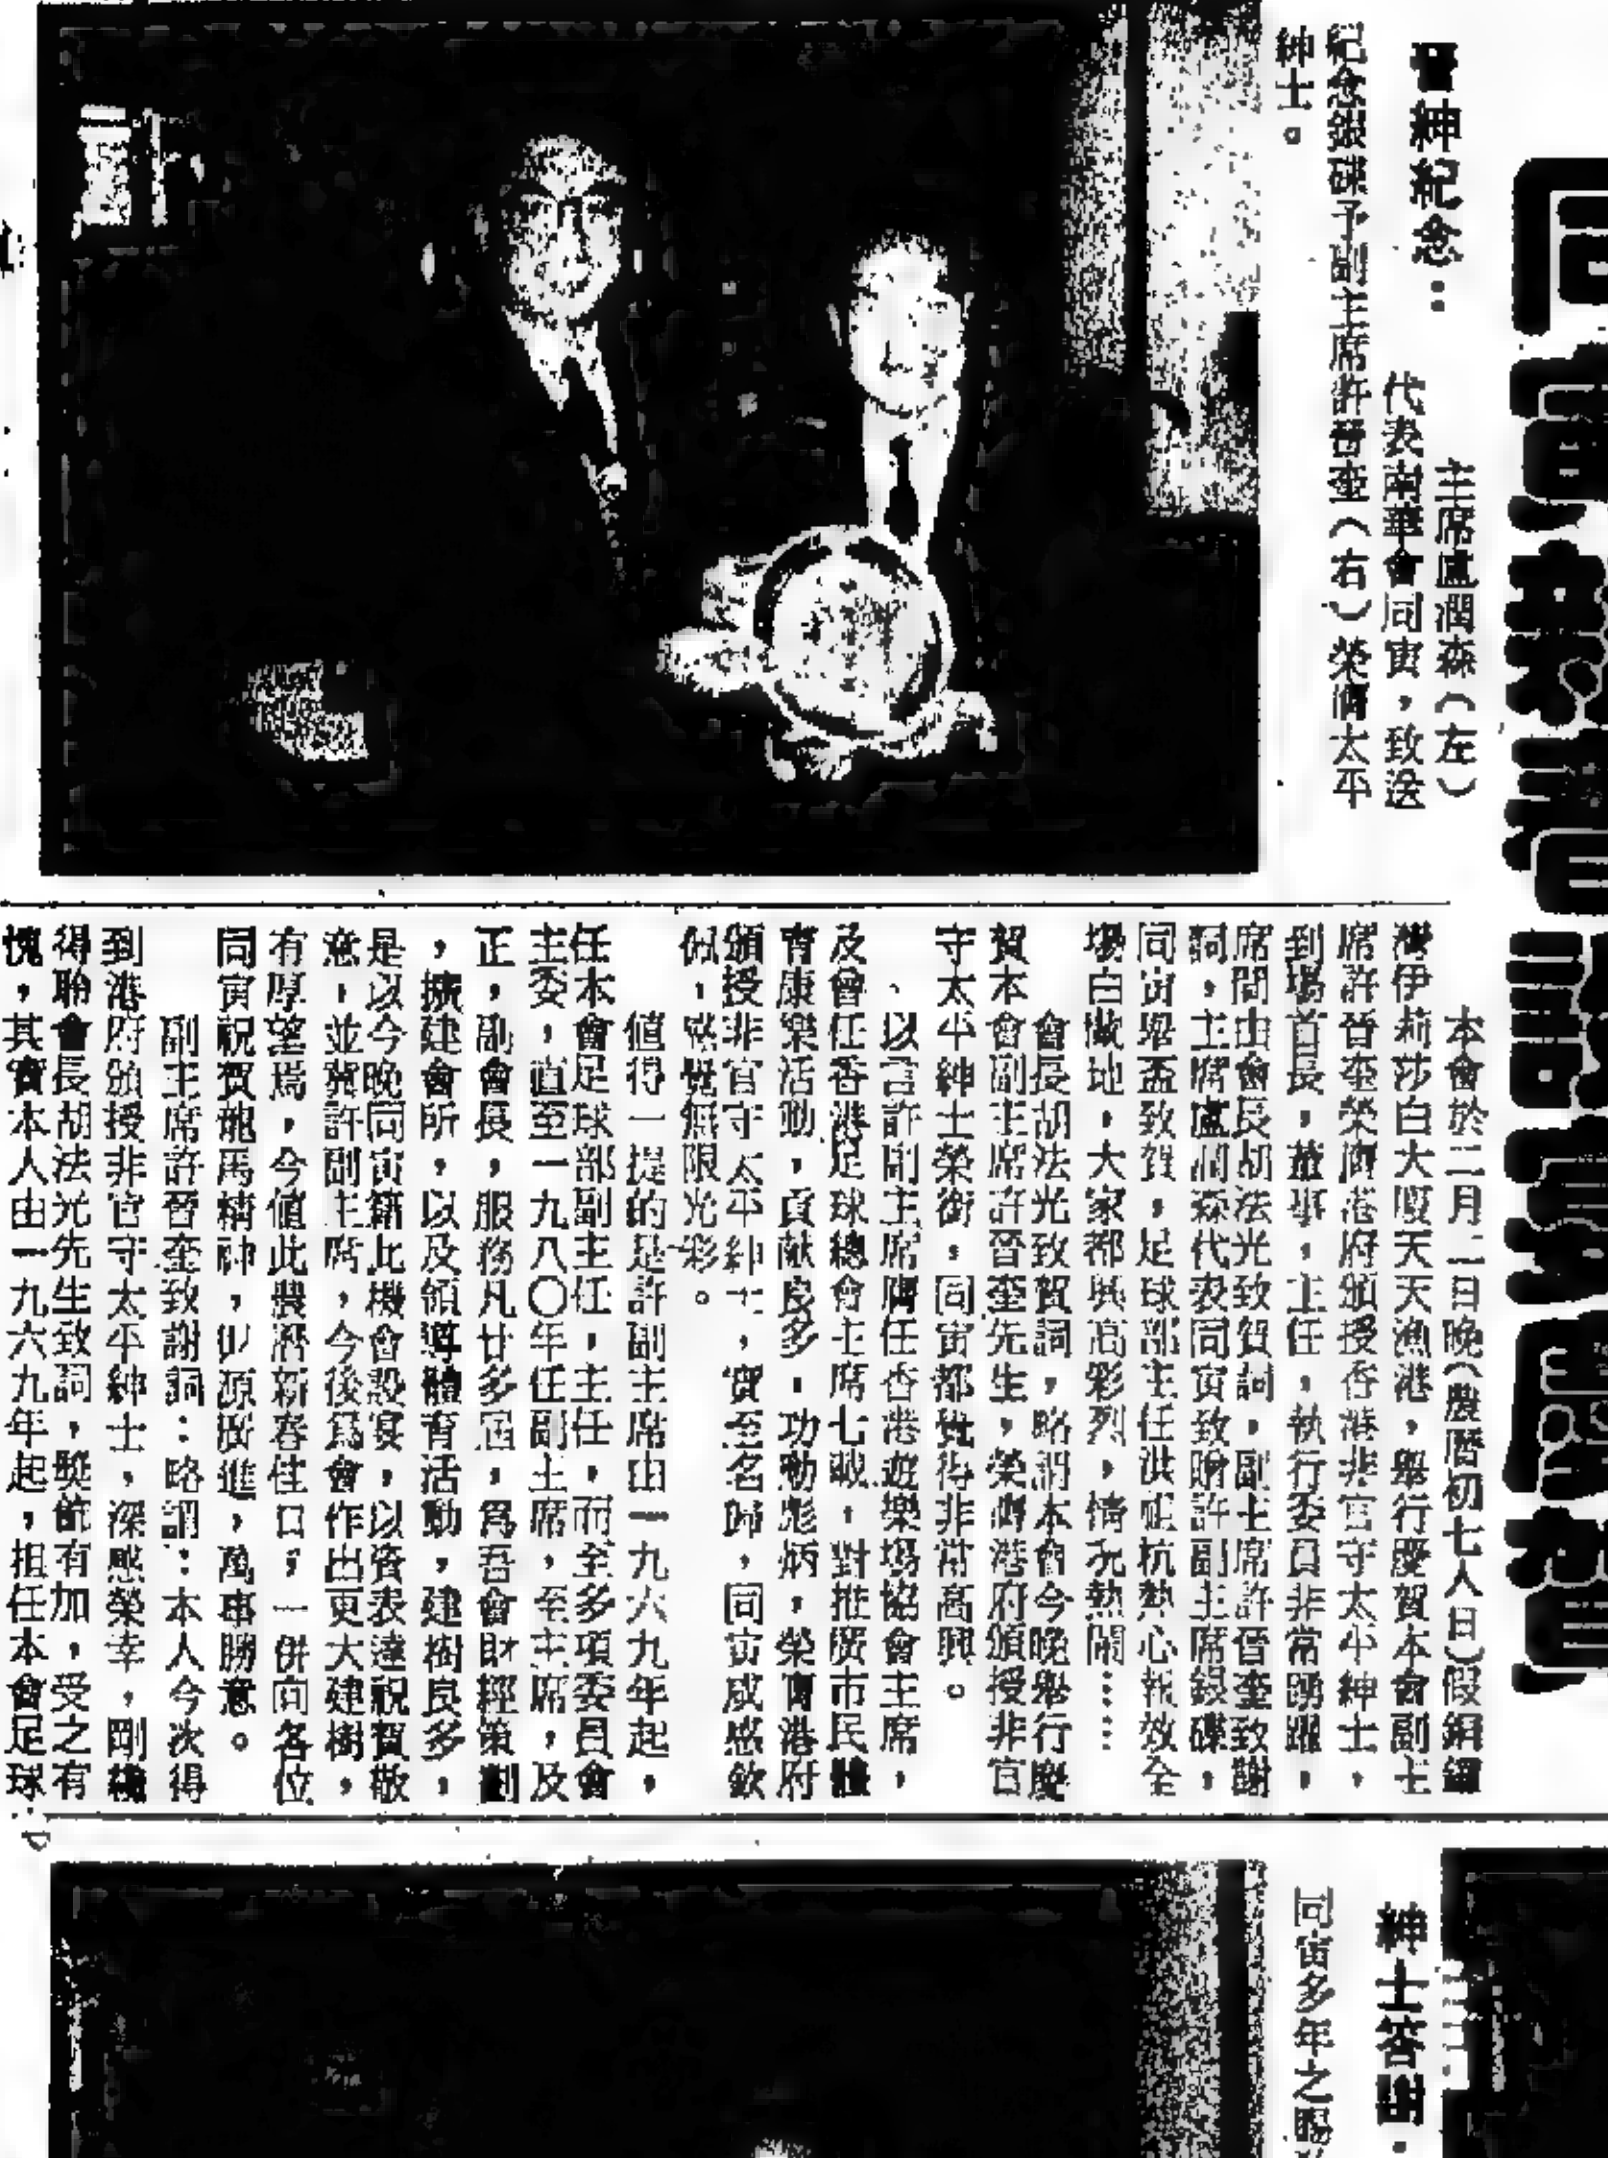 晉紳紀念：
主席盧潤森（左）
代表南華會同寅，致送
紀念銀碟予副主席許晉奎（右）榮膺太平
紳士。
本會於二月二日晚（農曆初七人日）假銅鑼
灣伊莉莎白大廈天天漁港，舉行慶賀本會副主
席許晉奎榮膺港府頒授香港非官守太平紳士，
到場首長，董事，主任，執行委員非常踴躍，
席間由會長胡法光致賀詞，副主席許晉奎致謝
詞，主席盧潤森代表同寅致贈許副主席銀碟，
同寅舉盃致賀，足球部主任洪祖杭熱心報效全
場白做地，大家都興高彩烈，情況熱鬧……
會長胡法光致賀詞，略謂本會今晚舉行慶
賀本會副主席許晉奎先生，榮膺港府頒授非官
守太平紳士榮銜，同寅都覺得非常高興。
以言許副主席膺任香港遊樂場協會主席，
及曾任香港足球總會主席七載，對推廣市民體
育康樂活動，貢献良多，功勳彪炳，榮膺港府
頒授非官守太平紳士，實至名歸，同寅咸感欽
佩，常覺無限光彩。
值得一提的是許副主席由一九六九年起，
任本會足球部副主任，主任，而至多項委員會
主委，直至一九八〇年任副主席，至主席，及
正，副會長，服務凡廿多屆，爲吾會財經策劃
，擴建會所，以及領導體育活動，建樹良多，
是以今晚同寅籍此機會設宴，以資表達祝賀敬
意，並冀許副主席，今後爲會作出更大建樹，
有厚望焉，今值此農曆新春佳日，一併向各位
同寅祝賀龍馬精神，財源廣進，萬事勝意。
副主席許晉奎致謝詞：略謂：本人今次得
到港府頒授非官守太平紳士，深感榮幸，剛纔
得聆會長胡法光先生致詞，獎飾有加，受之有
愧，其實本人由一九六九年起，担任本會足球
紳士答謝
同寅多年之賜